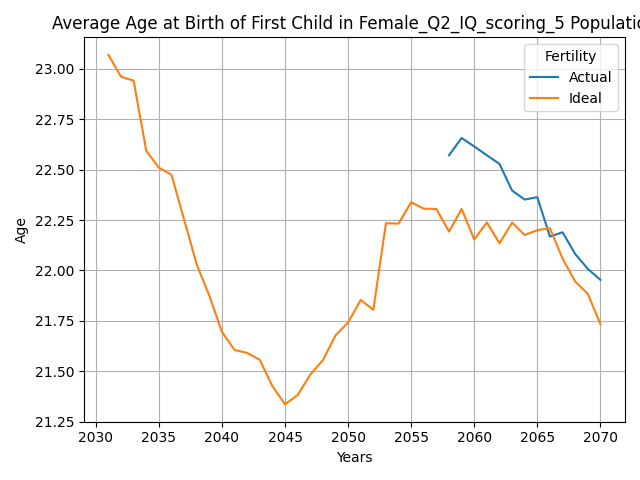 Average Age at Birth of First Child in Female_Q2_IQ_scoring_5 Populatio
Fertility
Actual
Ideal
23.00
22.75
22.50
22.25
22.00
21.75
21.50
21.25
Age
2030 2035 2040 2045 2050 2055 2060 2065 2070
Years